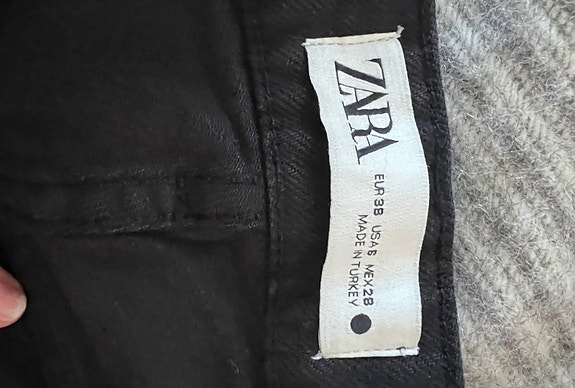 ZARA
EUR 38 USA 6 MEX 28
MADE IN TURKEY